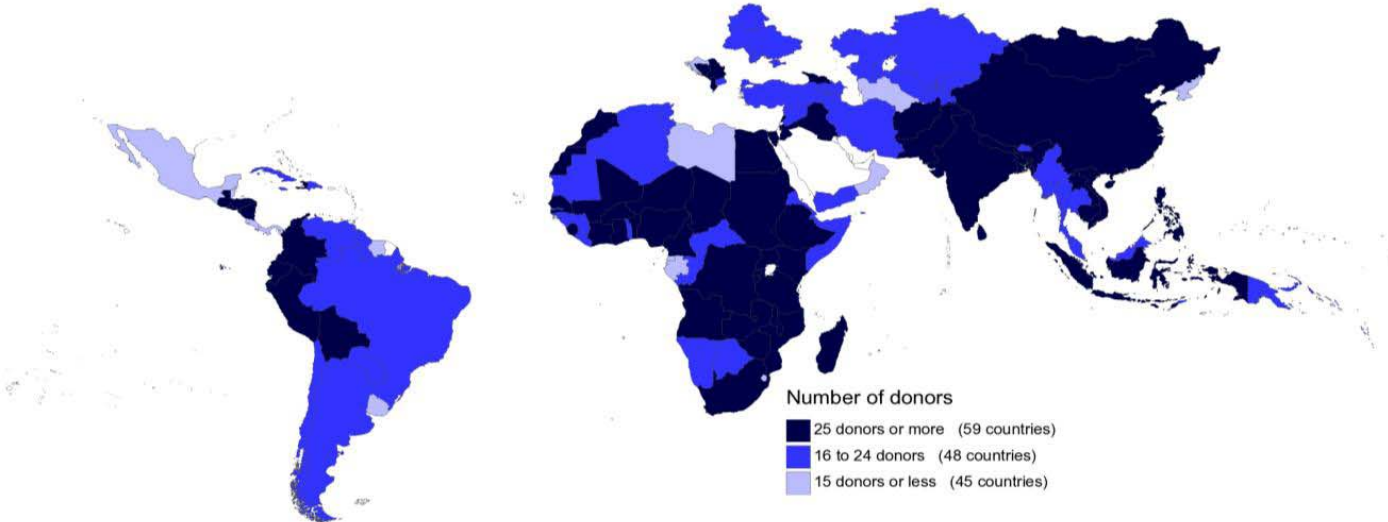 Number of donors
25 donors or more (59 countries)
16 to 24 donors (48 countries)
15 donors or less (45 countries)